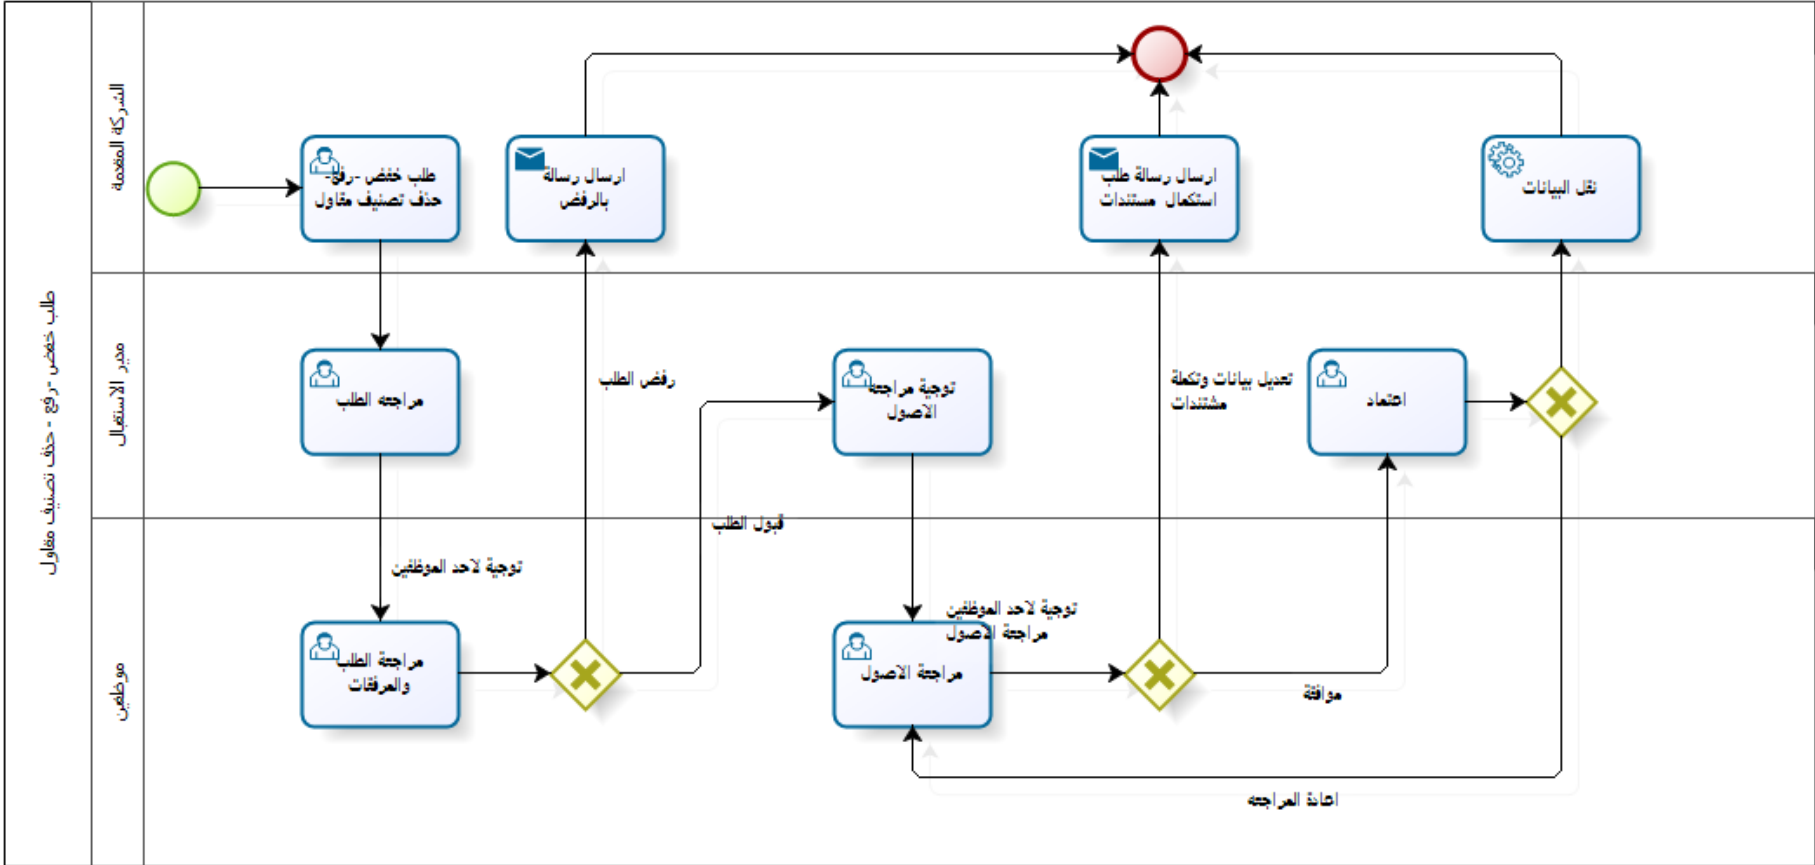 طلب خفض -رفع - حذف تصنيف مقاول
الشركة المقدمة
طلب خفض -رفع-
حذف تصنيف مقاول
ارسال رسالة
بالرفض
ارسال رسالة طلب
استكمال مستندات
نقل البيانات
مدير الاستقبال
مراجعه الطلب
رفض الطلب
توجية مراجعة
الاصول
تعديل بيانات وتكملة
مشتندات
اعتماد
قبول الطلب
موظفين
توجية لاحد الموظفين
مراجعة الطلب
والمرفقات
توجية لاحد الموظفين
مراجعة الاصول
مراجعة الاصول
موافقة
اعادة المراجعه